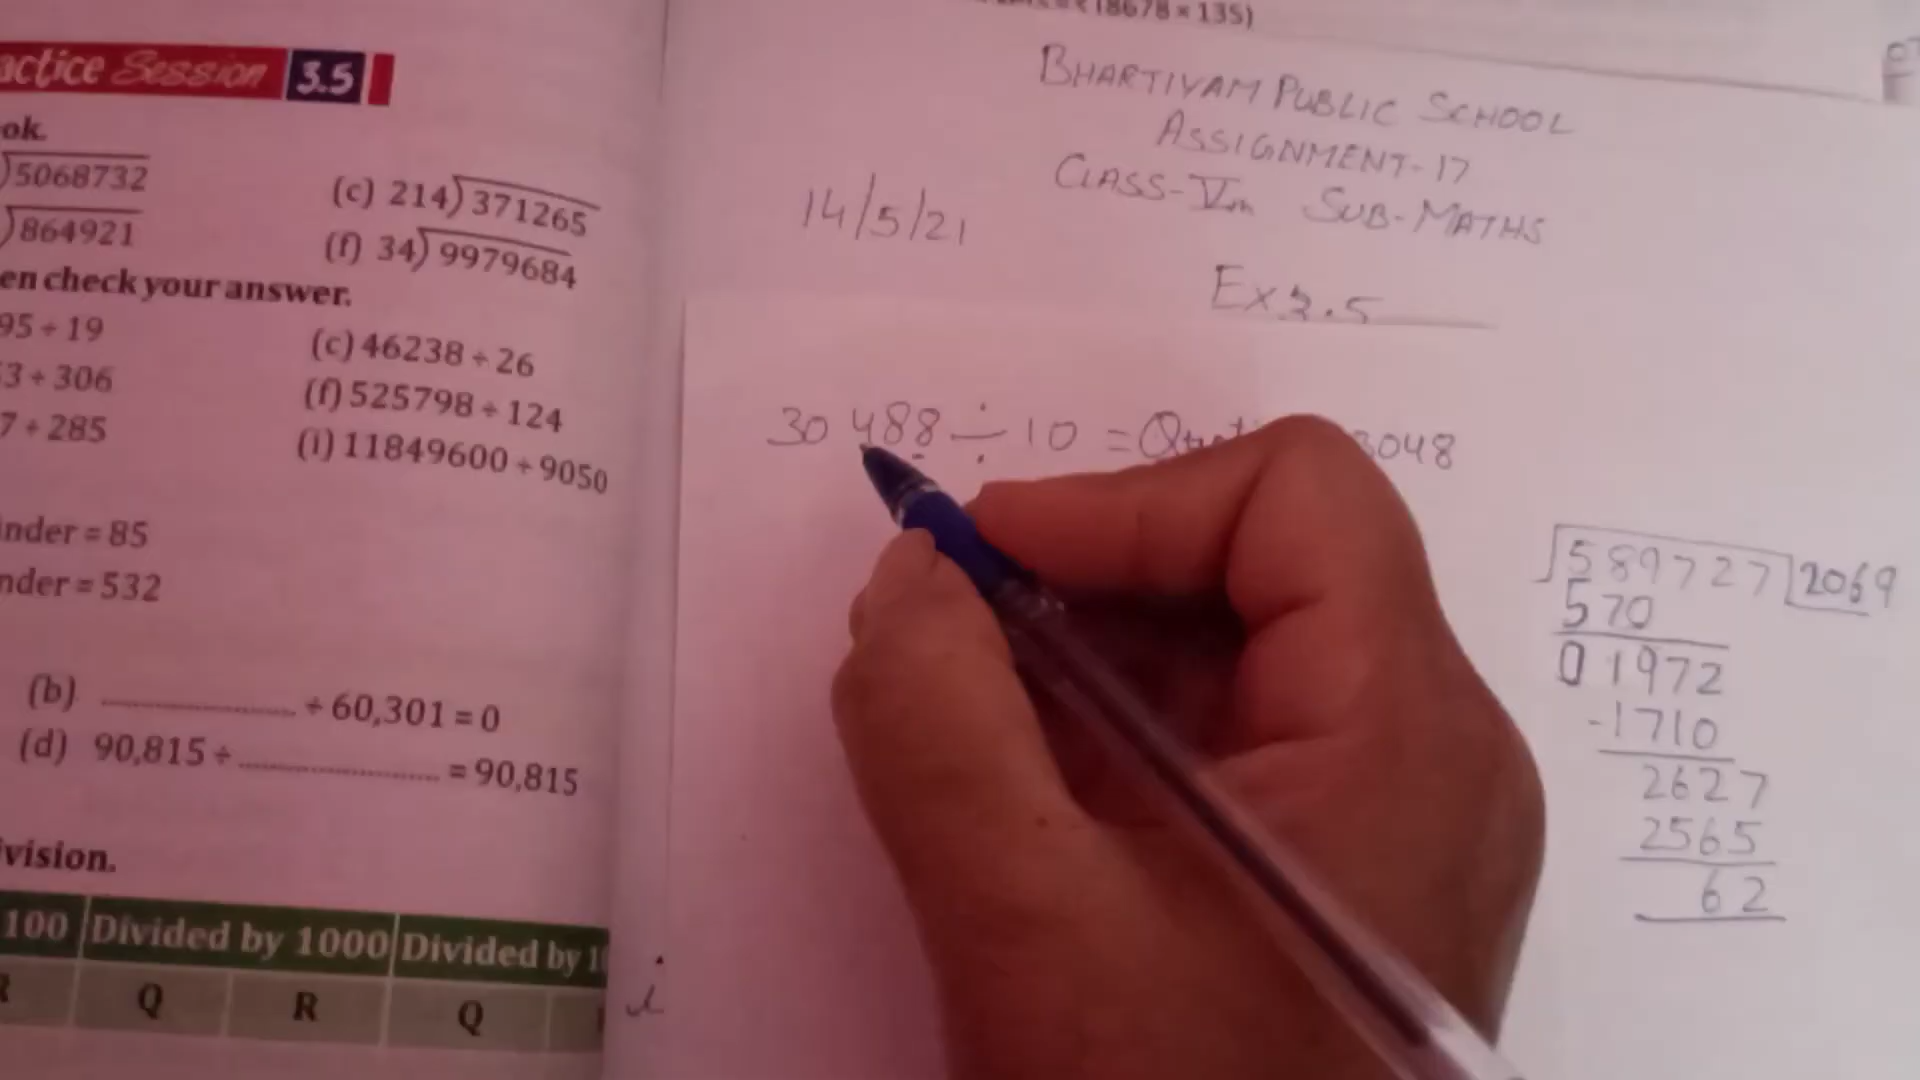 actice Session 3.5
ok.
)5068732
(c) 214)371265
)864921
(f) 34)9979684
en check your answer.
95 ÷ 19
(c) 46238 ÷ 26
3 ÷ 306
(f) 525798 ÷ 124
7 ÷ 285
(i) 11849600 ÷ 9050
inder = 85
nder = 532
(b) .................... ÷ 60,301 = 0
(d) 90,815 ÷ .................... = 90,815
ivision.
100 Divided by 1000 Divided by 1
R Q R Q
(8678 × 135)
BHARTIYAM PUBLIC SCHOOL
ASSIGNMENT-17
CLASS-Vth SUB-MATHS
14/5/21
Ex 3.5
30488 ÷ 10 = 3048
589727 2069
570
01972
-1710
2627
2565
62
i